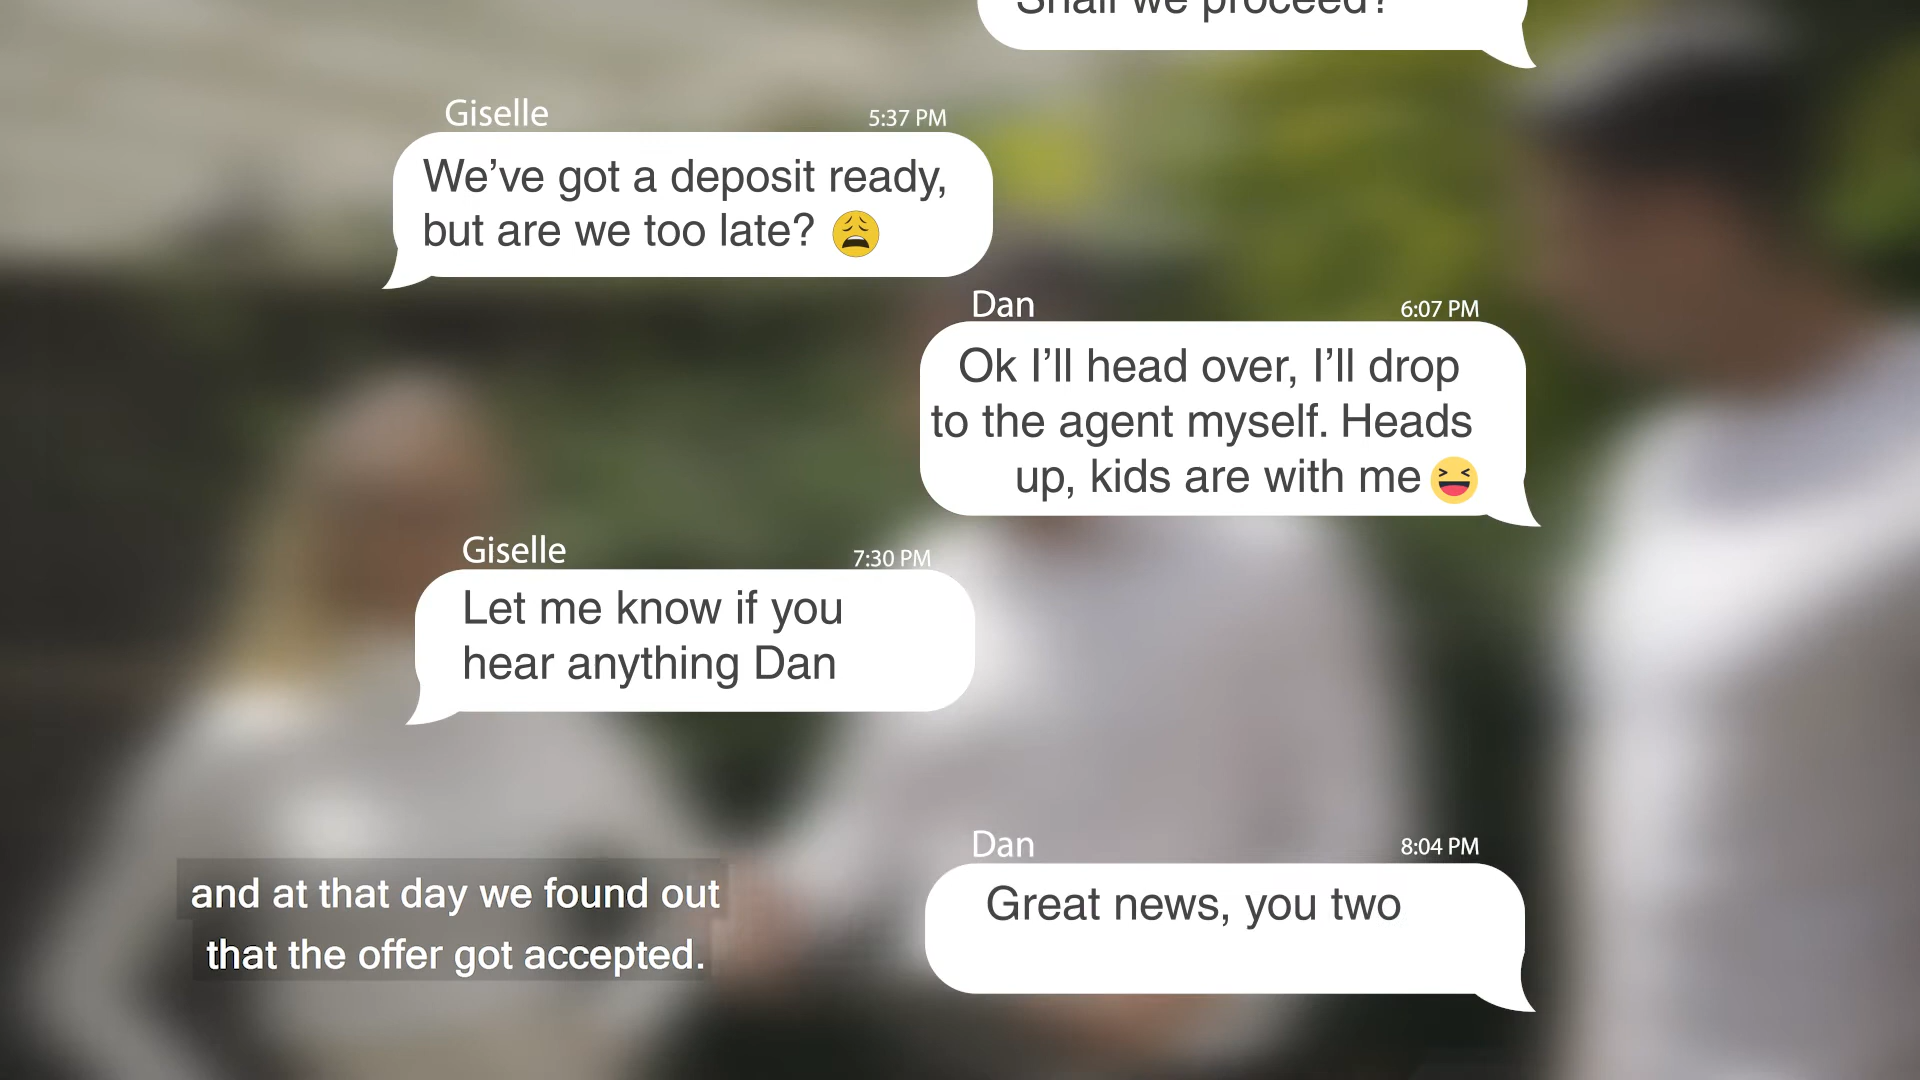 Shall we proceed?
Giselle
5:37 PM
We’ve got a deposit ready,
but are we too late? 😩
Dan
6:07 PM
Ok I’ll head over, I’ll drop
to the agent myself. Heads
up, kids are with me 😆
Giselle
7:30 PM
Let me know if you
hear anything Dan
Dan
8:04 PM
Great news, you two
and at that day we found out
that the offer got accepted.